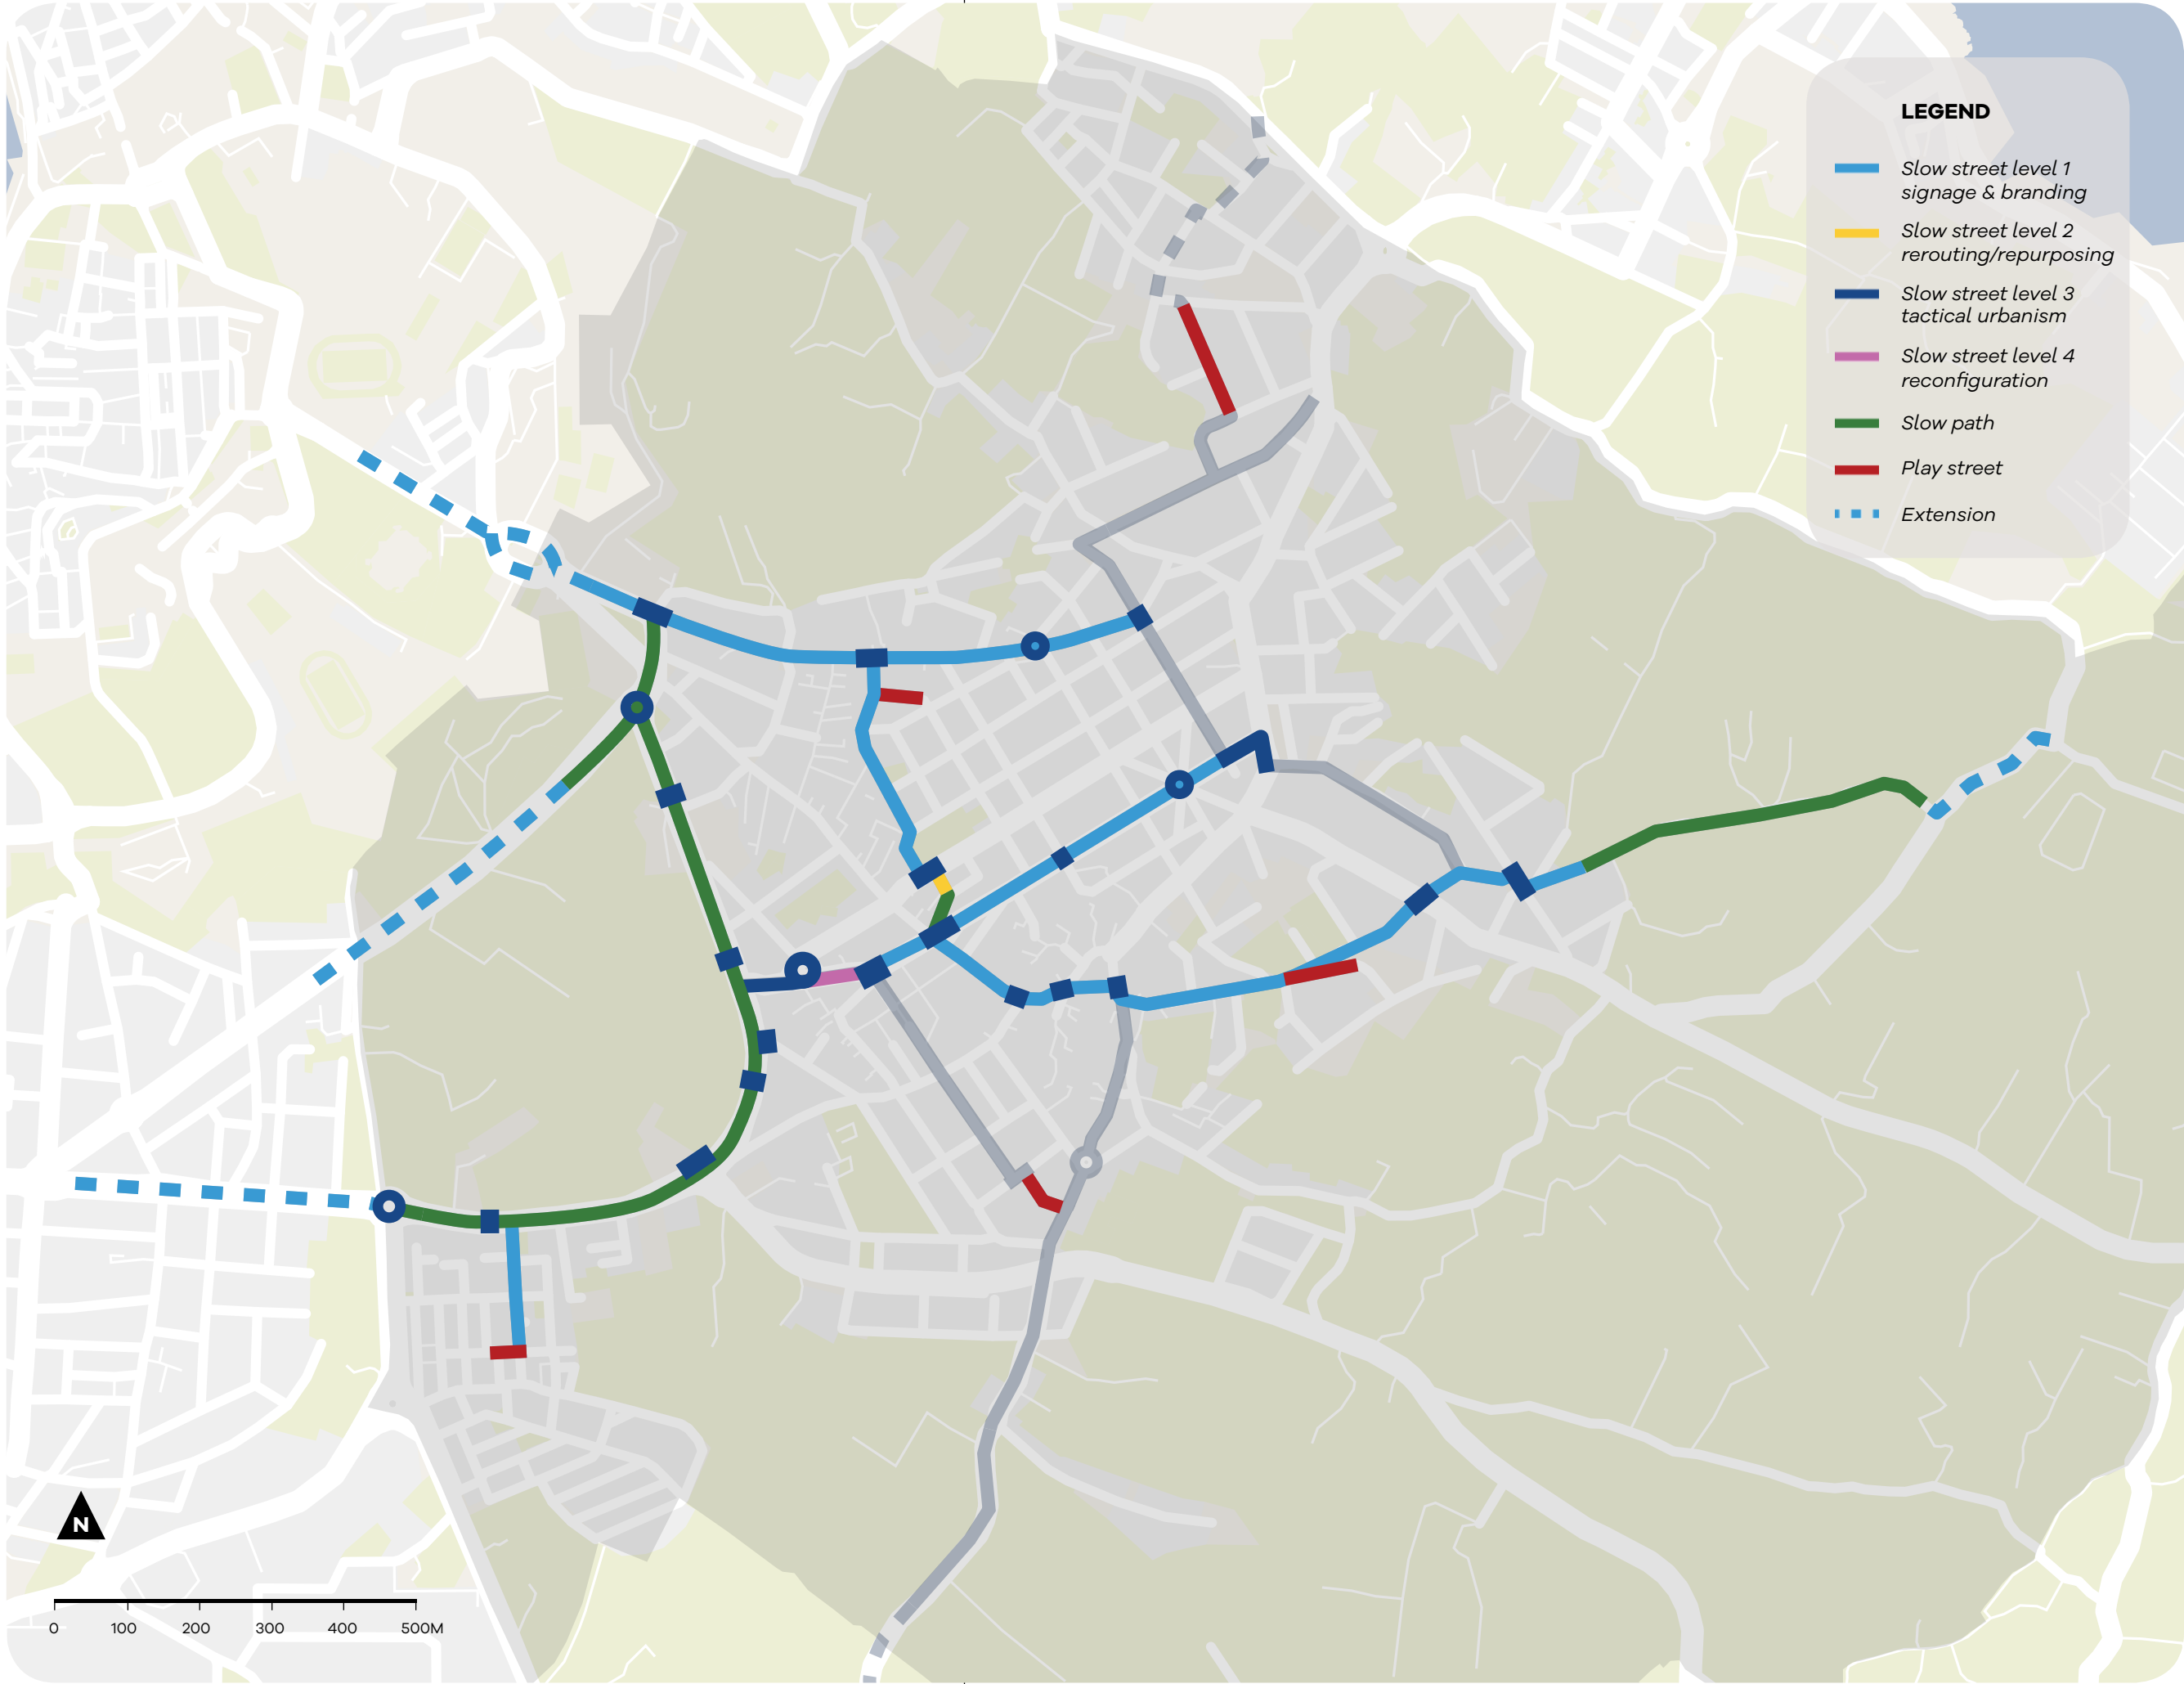 LEGEND
Slow street level 1
signage & branding
Slow street level 2
rerouting/repurposing
Slow street level 3
tactical urbanism
Slow street level 4
reconfiguration
Slow path
Play street
Extension
N
0 100 200 300 400 500M